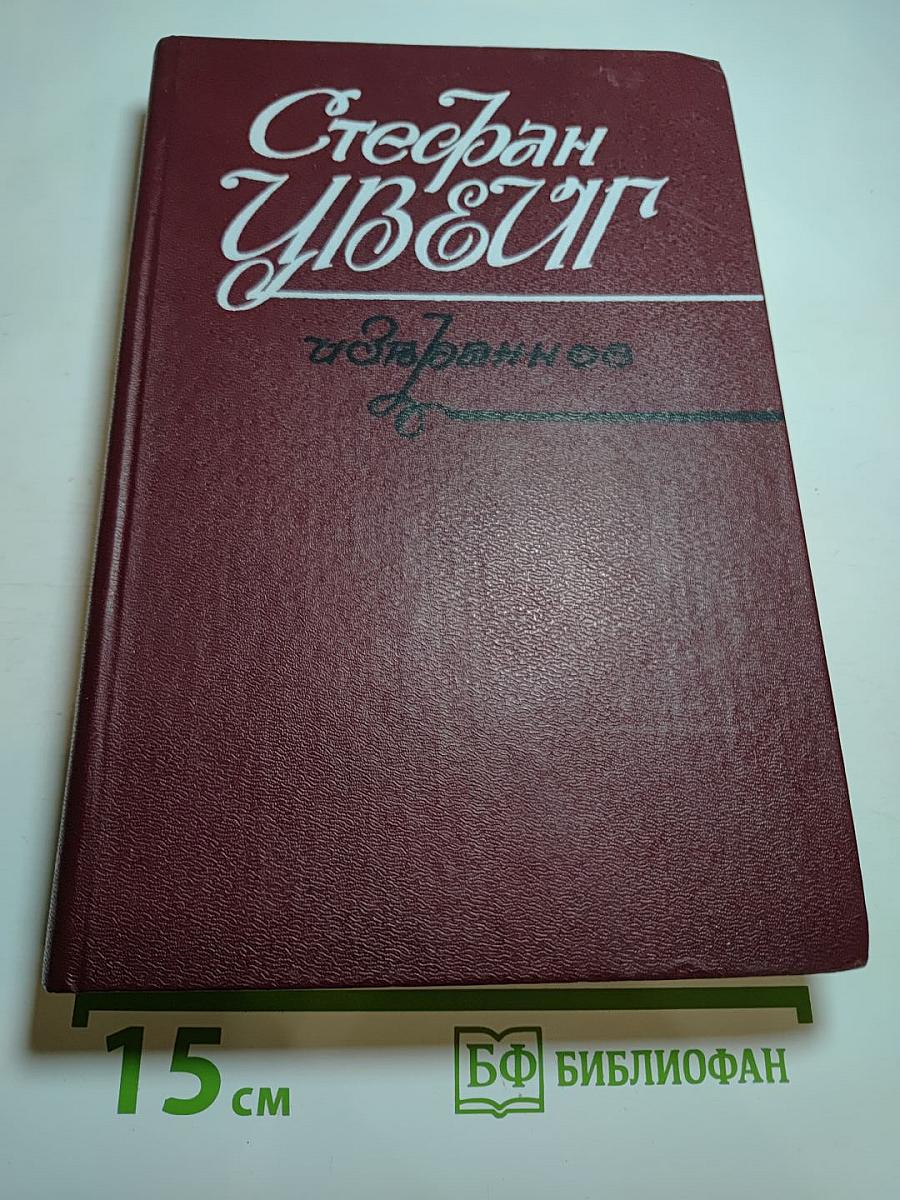 Стефан
ЦВЕЙГ
избранное
15 см
БФ БИБЛИОФАН